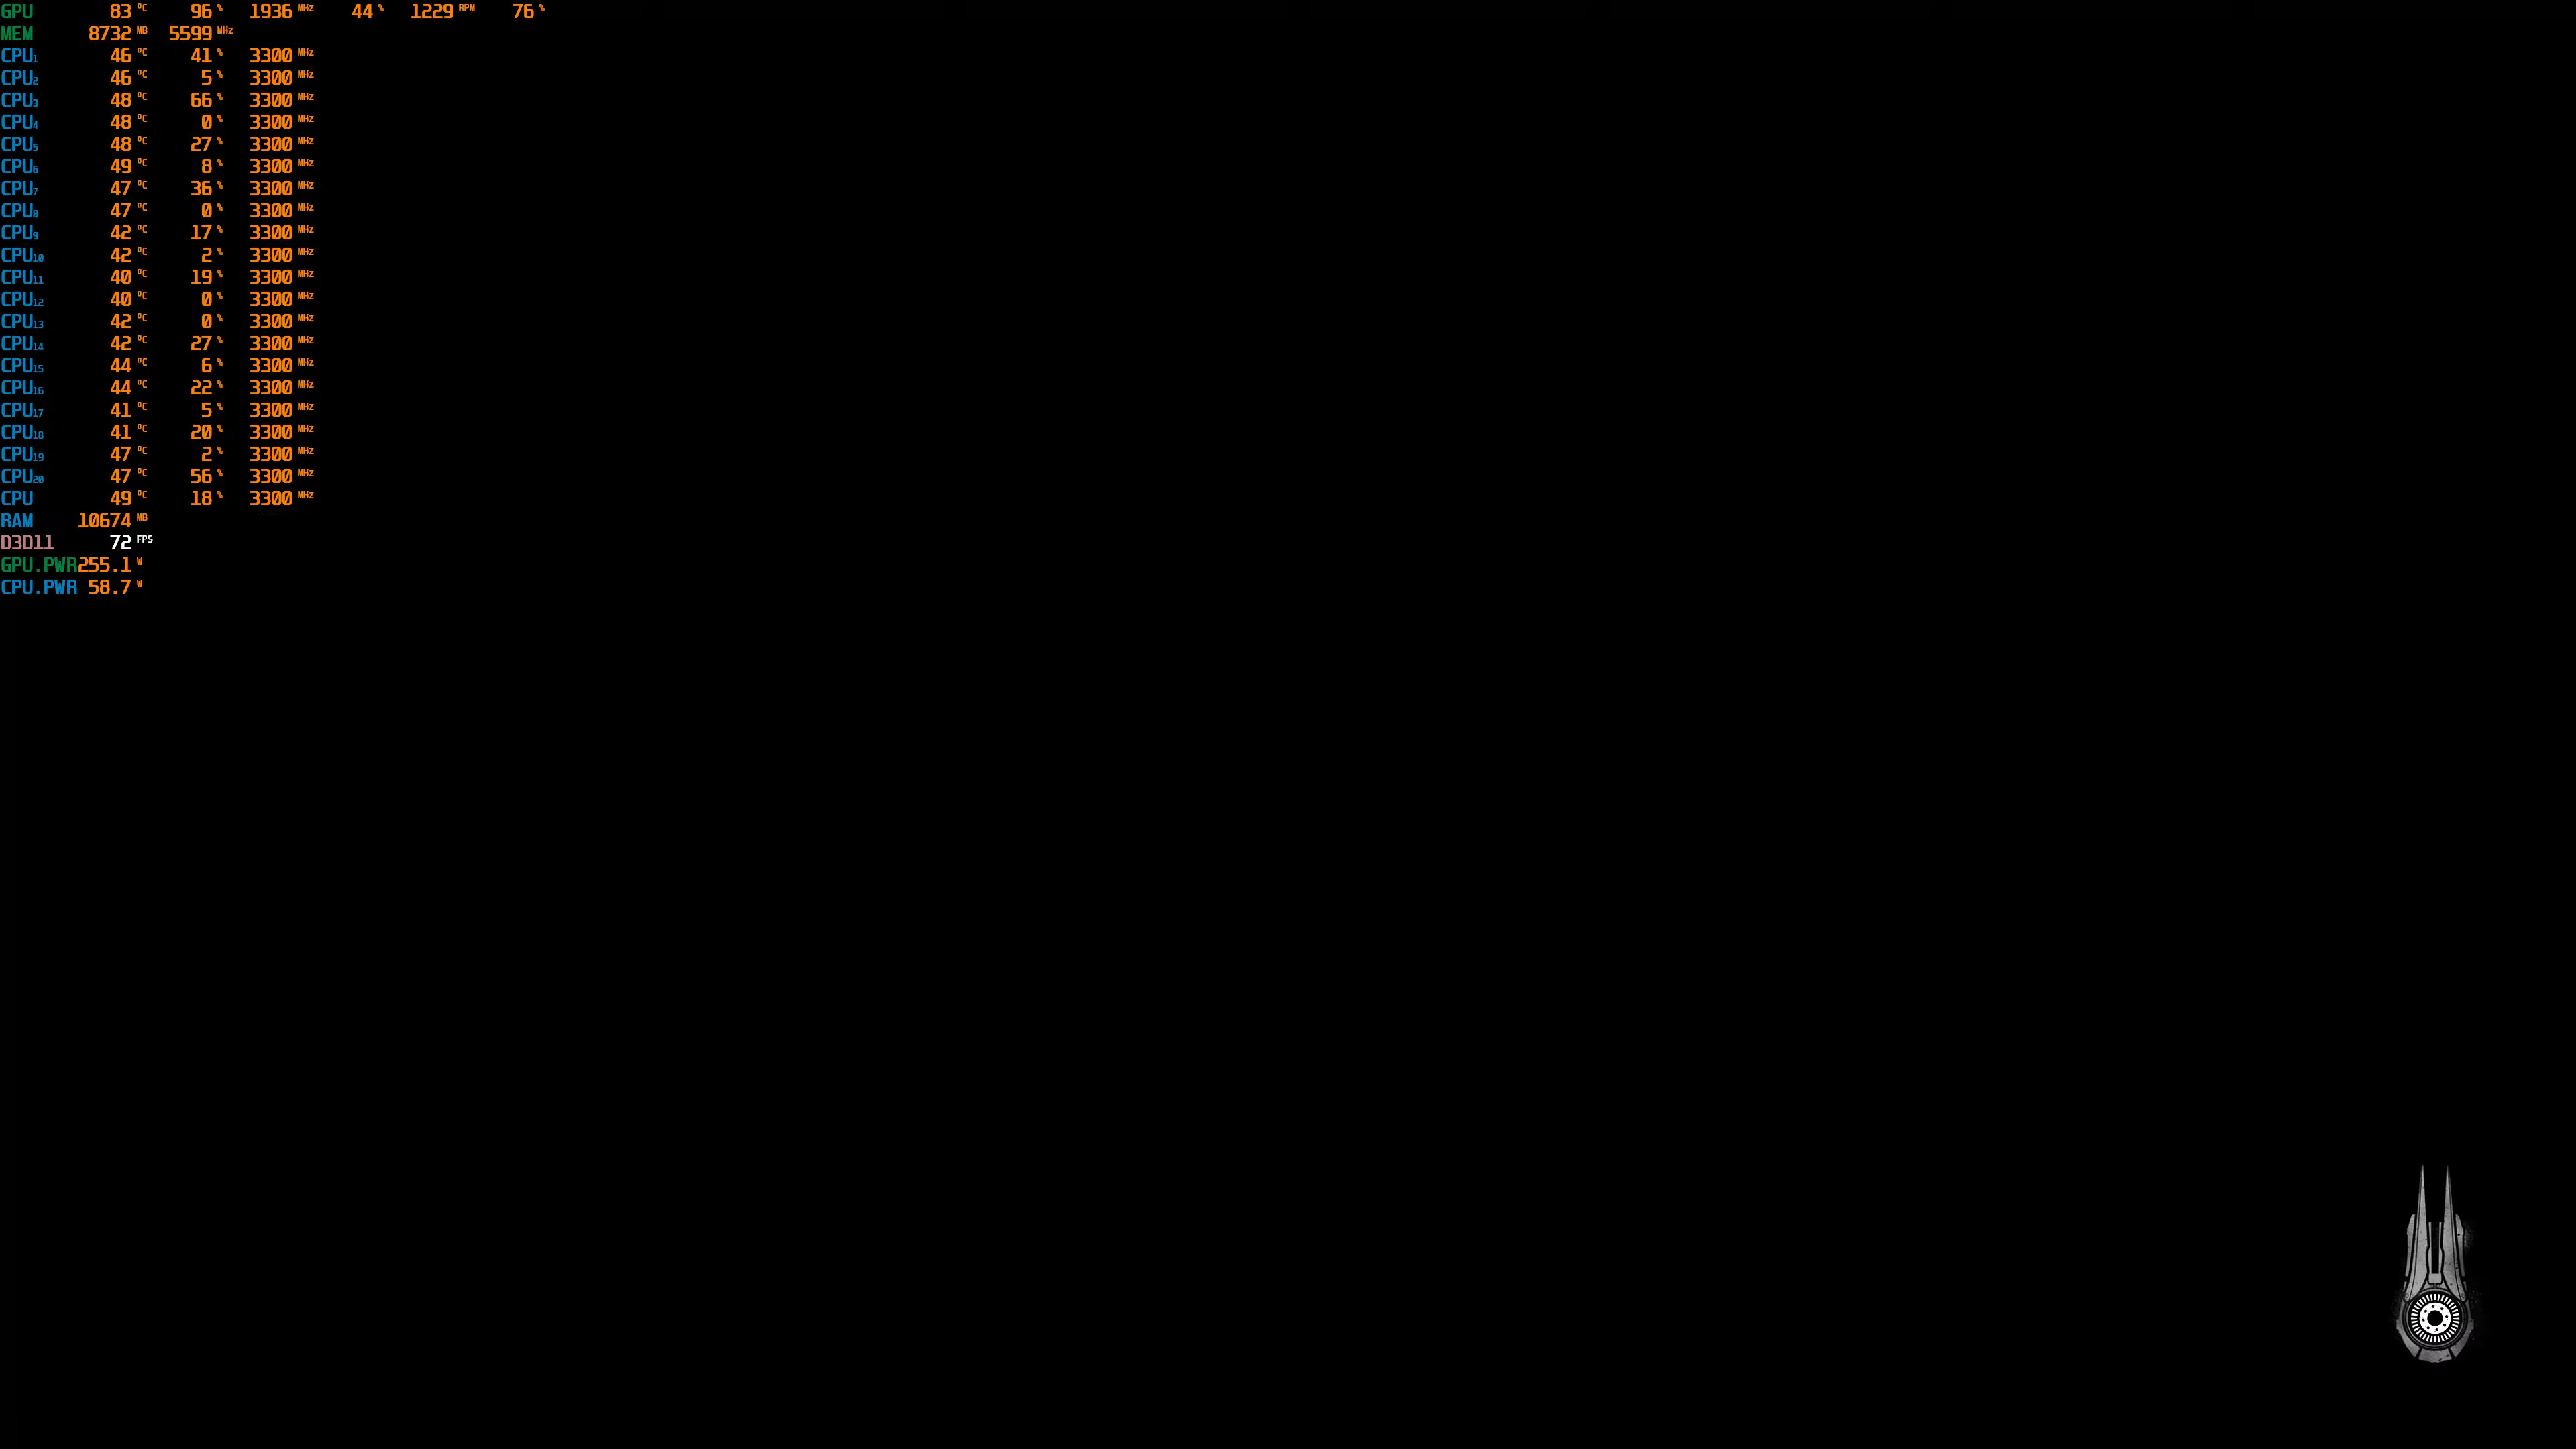 GPU 83 °C 96 % 1936 MHz 44 % 1229 RPM 76 %
MEM 8732 MB 5599 MHz
CPU1 46 °C 41 % 3300 MHz
CPU2 46 °C 5 % 3300 MHz
CPU3 48 °C 66 % 3300 MHz
CPU4 48 °C 0 % 3300 MHz
CPU5 48 °C 27 % 3300 MHz
CPU6 49 °C 8 % 3300 MHz
CPU7 47 °C 36 % 3300 MHz
CPU8 47 °C 0 % 3300 MHz
CPU9 42 °C 17 % 3300 MHz
CPU10 42 °C 2 % 3300 MHz
CPU11 40 °C 19 % 3300 MHz
CPU12 40 °C 0 % 3300 MHz
CPU13 42 °C 0 % 3300 MHz
CPU14 42 °C 27 % 3300 MHz
CPU15 44 °C 6 % 3300 MHz
CPU16 44 °C 22 % 3300 MHz
CPU17 41 °C 5 % 3300 MHz
CPU18 41 °C 20 % 3300 MHz
CPU19 47 °C 2 % 3300 MHz
CPU20 47 °C 56 % 3300 MHz
CPU 49 °C 18 % 3300 MHz
RAM 10674 MB
D3D11 72 FPS
GPU.PWR 255.1 W
CPU.PWR 58.7 W